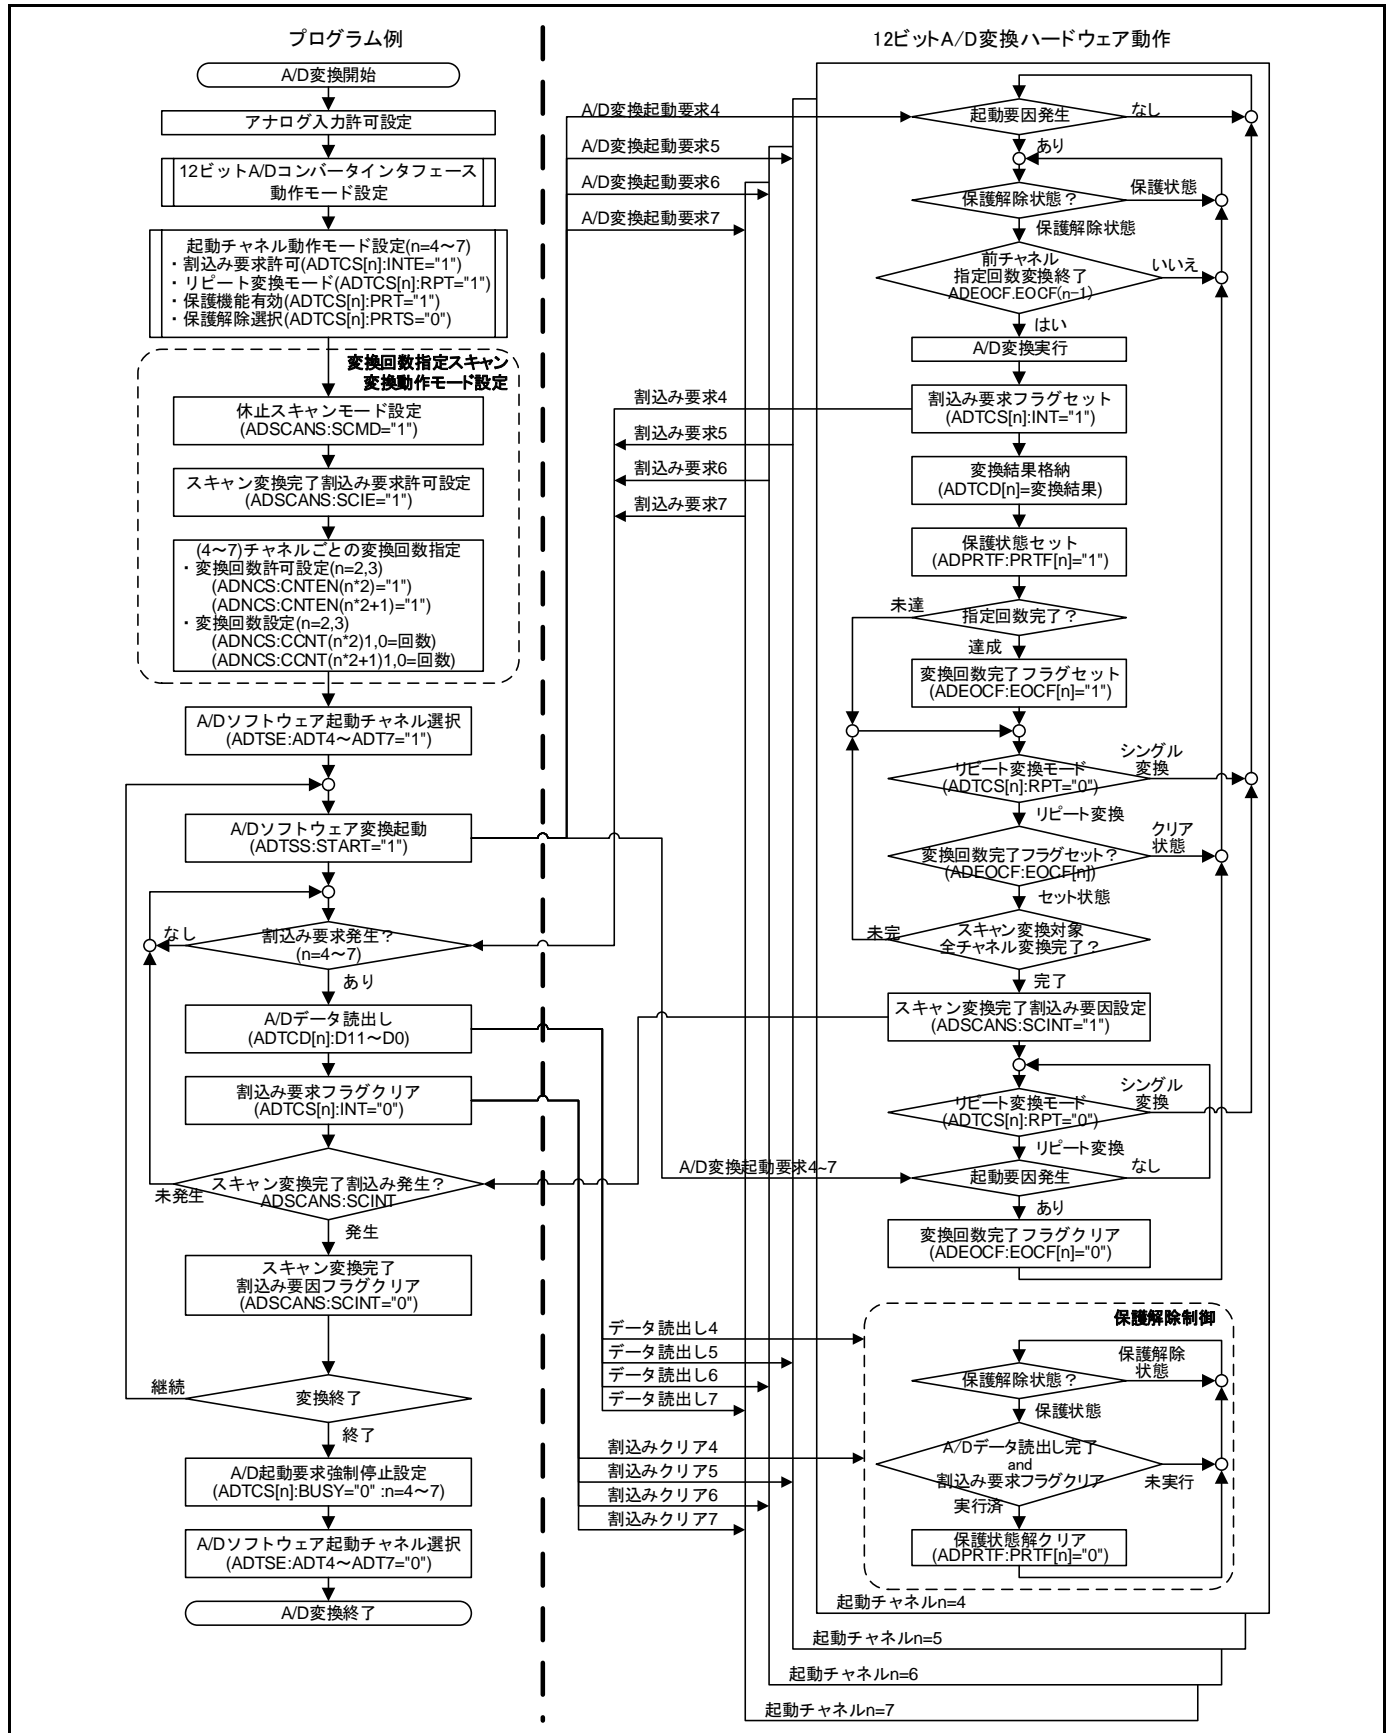 プログラム例
A/D変換開始
アナログ入力許可設定
12ビットA/Dコンバータインタフェース
動作モード設定
起動チャネル動作モード設定(n=4～7)
・割込み要求許可(ADTCS[n]:INTE="1")
・リピート変換モード(ADTCS[n]:RPT="1")
・保護機能有効(ADTCS[n]:PRT="1")
・保護解除選択(ADTCS[n]:PRTS="0")
変換回数指定スキャン
変換動作モード設定
休止スキャンモード設定
(ADSCANS:SCMD="1")
スキャン変換完了割込み要求許可設定
(ADSCANS:SCIE="1")
(4～7)チャネルごとの変換回数指定
・変換回数許可設定(n=2,3)
(ADNCS:CNTEN(n*2)="1")
(ADNCS:CNTEN(n*2+1)="1")
・変換回数設定(n=2,3)
(ADNCS:CCNT(n*2)1,0=回数)
(ADNCS:CCNT(n*2+1)1,0=回数)
A/Dソフトウェア起動チャネル選択
(ADTSE:ADT4～ADT7="1")
A/Dソフトウェア変換起動
(ADTSS:START="1")
なし
割込み要求発生？
(n=4～7)
あり
A/Dデータ読出し
(ADTCD[n]:D11～D0)
割込み要求フラグクリア
(ADTCS[n]:INT="0")
未発生
スキャン変換完了割込み発生？
ADSCANS:SCINT
発生
スキャン変換完了
割込み要因フラグクリア
(ADSCANS:SCINT="0")
継続
変換終了
終了
A/D起動要求強制停止設定
(ADTCS[n]:BUSY="0" :n=4～7)
A/Dソフトウェア起動チャネル選択
(ADTSE:ADT4～ADT7="0")
A/D変換終了
12ビットA/D変換ハードウェア動作
A/D変換起動要求4
A/D変換起動要求5
A/D変換起動要求6
A/D変換起動要求7
割込み要求4
割込み要求5
割込み要求6
割込み要求7
A/D変換起動要求4~7
データ読出し4
データ読出し5
データ読出し6
データ読出し7
割込みクリア4
割込みクリア5
割込みクリア6
割込みクリア7
起動要因発生
なし
あり
保護解除状態？
保護状態
保護解除状態
前チャネル
指定回数変換終了
ADEOCF.EOCF(n-1)
いいえ
はい
A/D変換実行
割込み要求フラグセット
(ADTCS[n]:INT="1")
変換結果格納
(ADTCD[n]=変換結果)
保護状態セット
(ADPRTF:PRTF[n]="1")
未達
指定回数完了？
達成
変換回数完了フラグセット
(ADEOCF:EOCF[n]="1")
リピート変換モード
(ADTCS[n]:RPT="0")
シングル
変換
リピート変換
変換回数完了フラグセット？
(ADEOCF:EOCF[n])
クリア
状態
セット状態
未完
スキャン変換対象
全チャネル変換完了？
完了
スキャン変換完了割込み要因設定
(ADSCANS:SCINT="1")
リピート変換モード
(ADTCS[n]:RPT="0")
シングル
変換
リピート変換
起動要因発生
なし
あり
変換回数完了フラグクリア
(ADEOCF:EOCF[n]="0")
保護解除制御
保護解除状態？
保護解除
状態
保護状態
A/Dデータ読出し完了
and
割込み要求フラグクリア
未実行
実行済
保護状態解クリア
(ADPRTF:PRTF[n]="0")
起動チャネルn=4
起動チャネルn=5
起動チャネルn=6
起動チャネルn=7